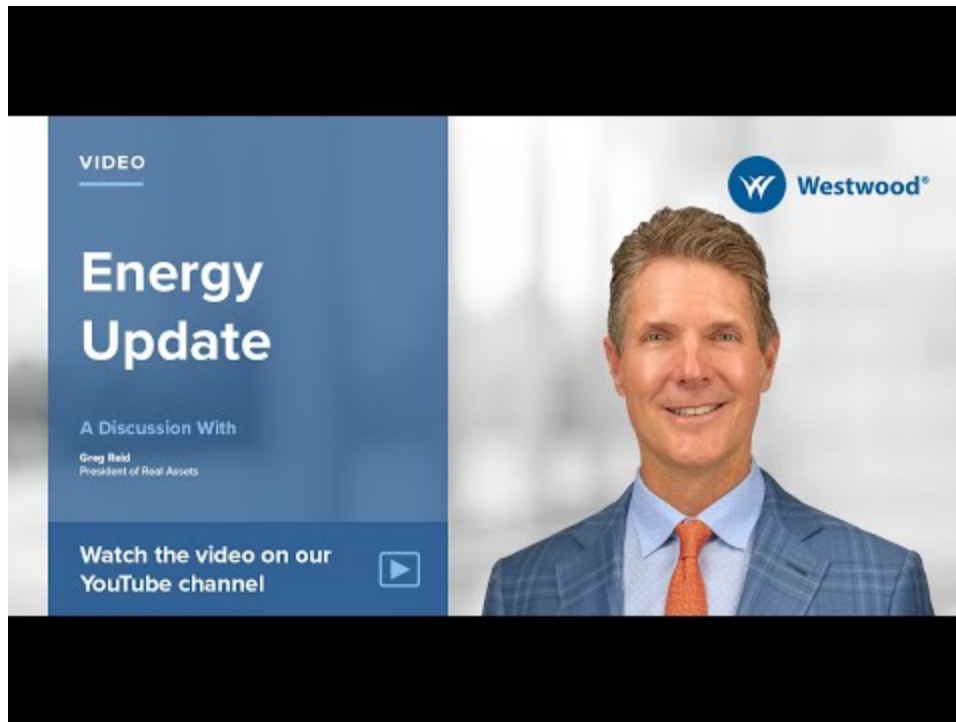 VIDEO
Westwood®
Energy
Update
A Discussion With
Greg Reid
President of Real Assets
Watch the video on our
YouTube channel